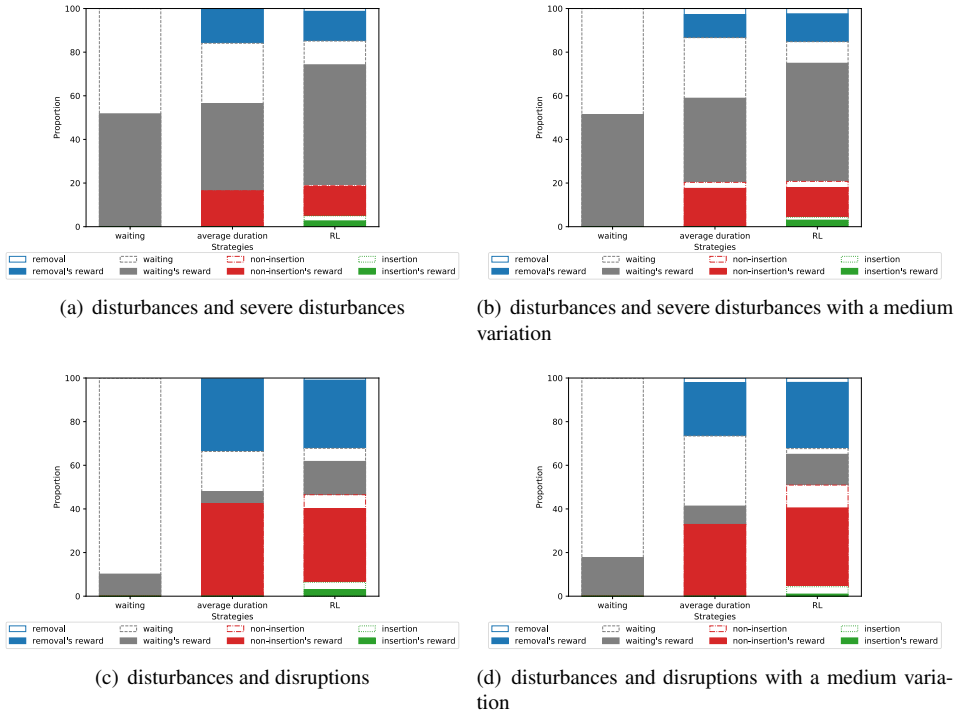 100
80
60
40
20
0
Proportion
waiting average duration RL
Strategies
removal waiting non-insertion insertion
removal's reward waiting's reward non-insertion's reward insertion's reward
(a) disturbances and severe disturbances
100
80
60
40
20
0
Proportion
waiting average duration RL
Strategies
removal waiting non-insertion insertion
removal's reward waiting's reward non-insertion's reward insertion's reward
(b) disturbances and severe disturbances with a medium
variation
100
80
60
40
20
0
Proportion
waiting average duration RL
Strategies
removal waiting non-insertion insertion
removal's reward waiting's reward non-insertion's reward insertion's reward
(c) disturbances and disruptions
100
80
60
40
20
0
Proportion
waiting average duration RL
Strategies
removal waiting non-insertion insertion
removal's reward waiting's reward non-insertion's reward insertion's reward
(d) disturbances and disruptions with a medium varia-
tion